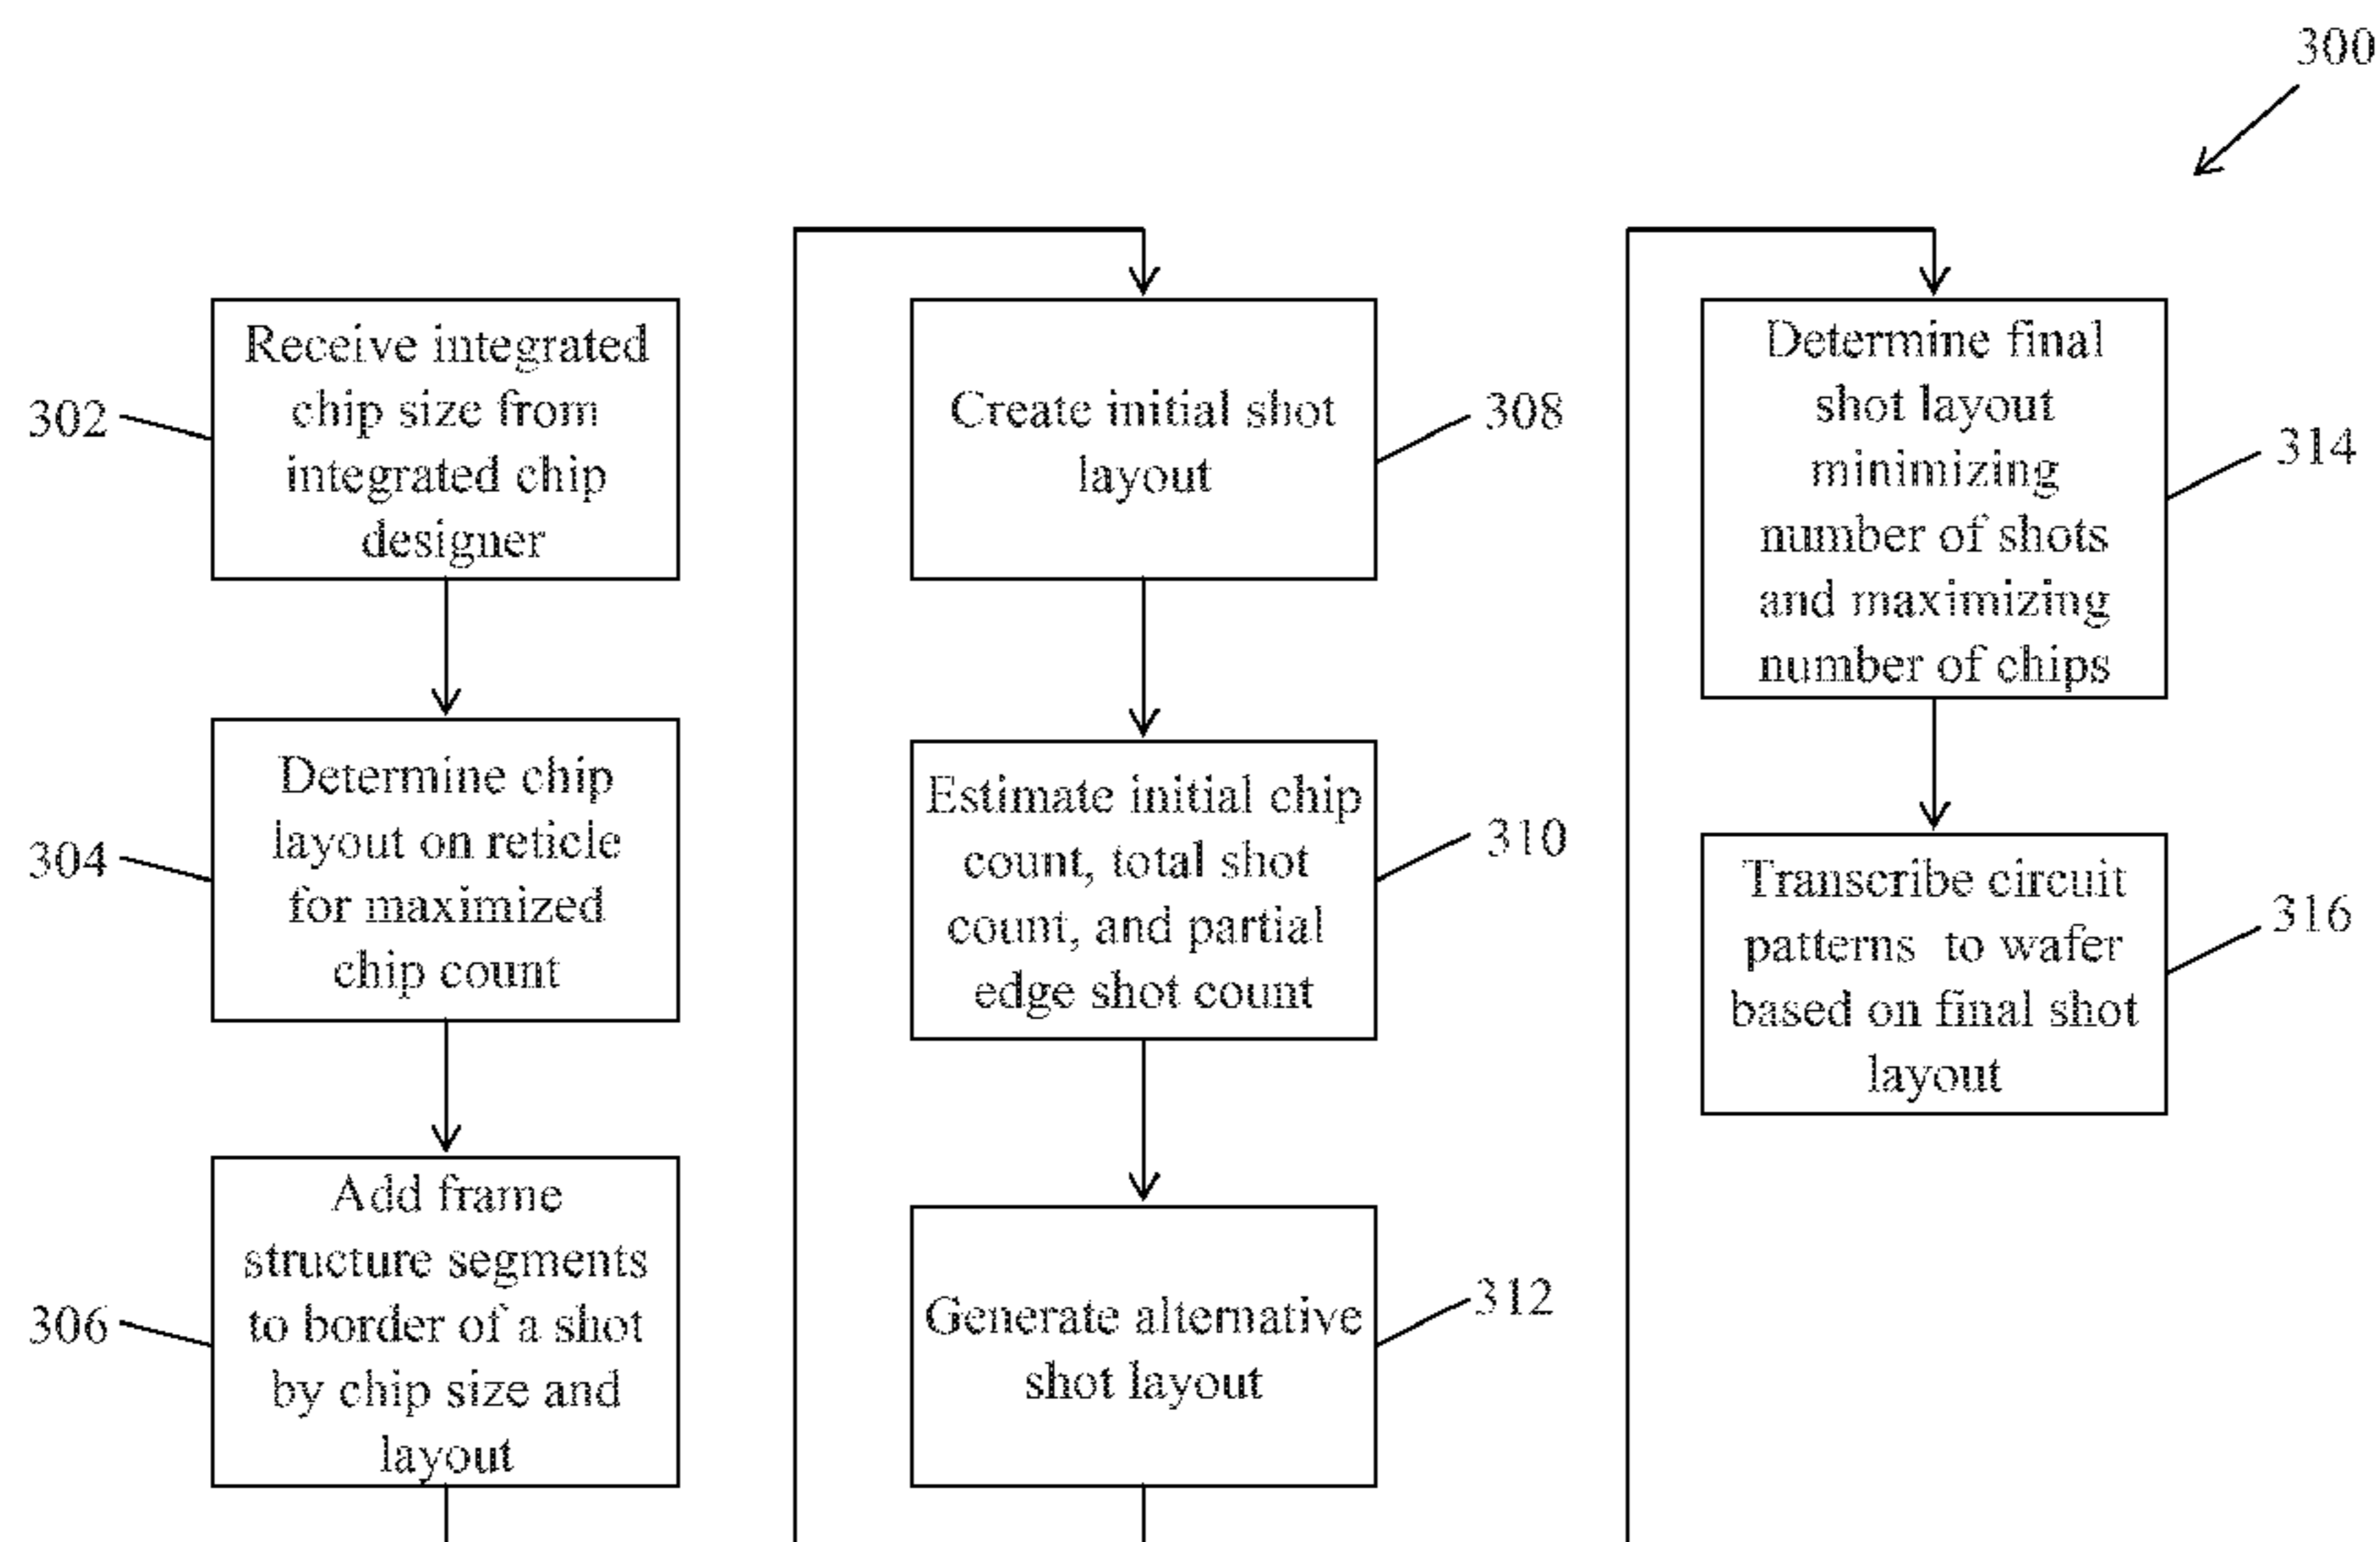 300
302
Receive integrated
chip size from
integrated chip
designer
304
Determine chip
layout on reticle
for maximized
chip count
306
Add frame
structure segments
to border of a shot
by chip size and
layout
Create initial shot
layout
308
Estimate initial chip
count, total shot
count, and partial
edge shot count
310
Generate alternative
shot layout
312
Determine final
shot layout
minimizing
number of shots
and maximizing
number of chips
314
Transcribe circuit
patterns to wafer
based on final shot
layout
316